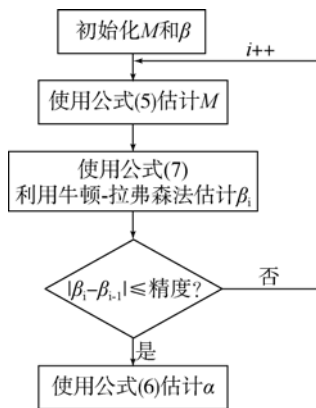 初始化M和β
i++
使用公式(5)估计M
使用公式(7)
利用牛顿-拉弗森法估计βi
|βi−βi-1|≤精度?
否
是
使用公式(6)估计α